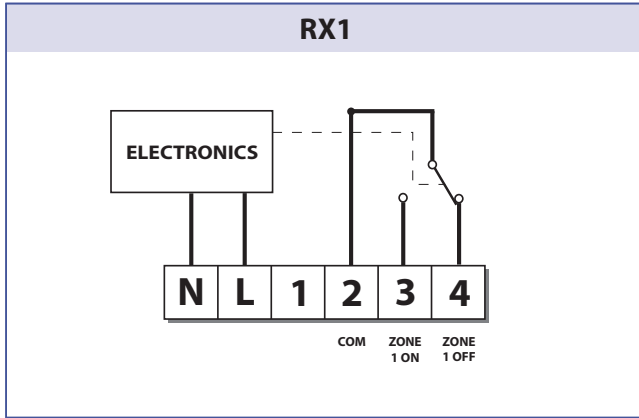 RX1
ELECTRONICS
N L 1 2 3 4
COM ZONE ZONE
1 ON 1 OFF